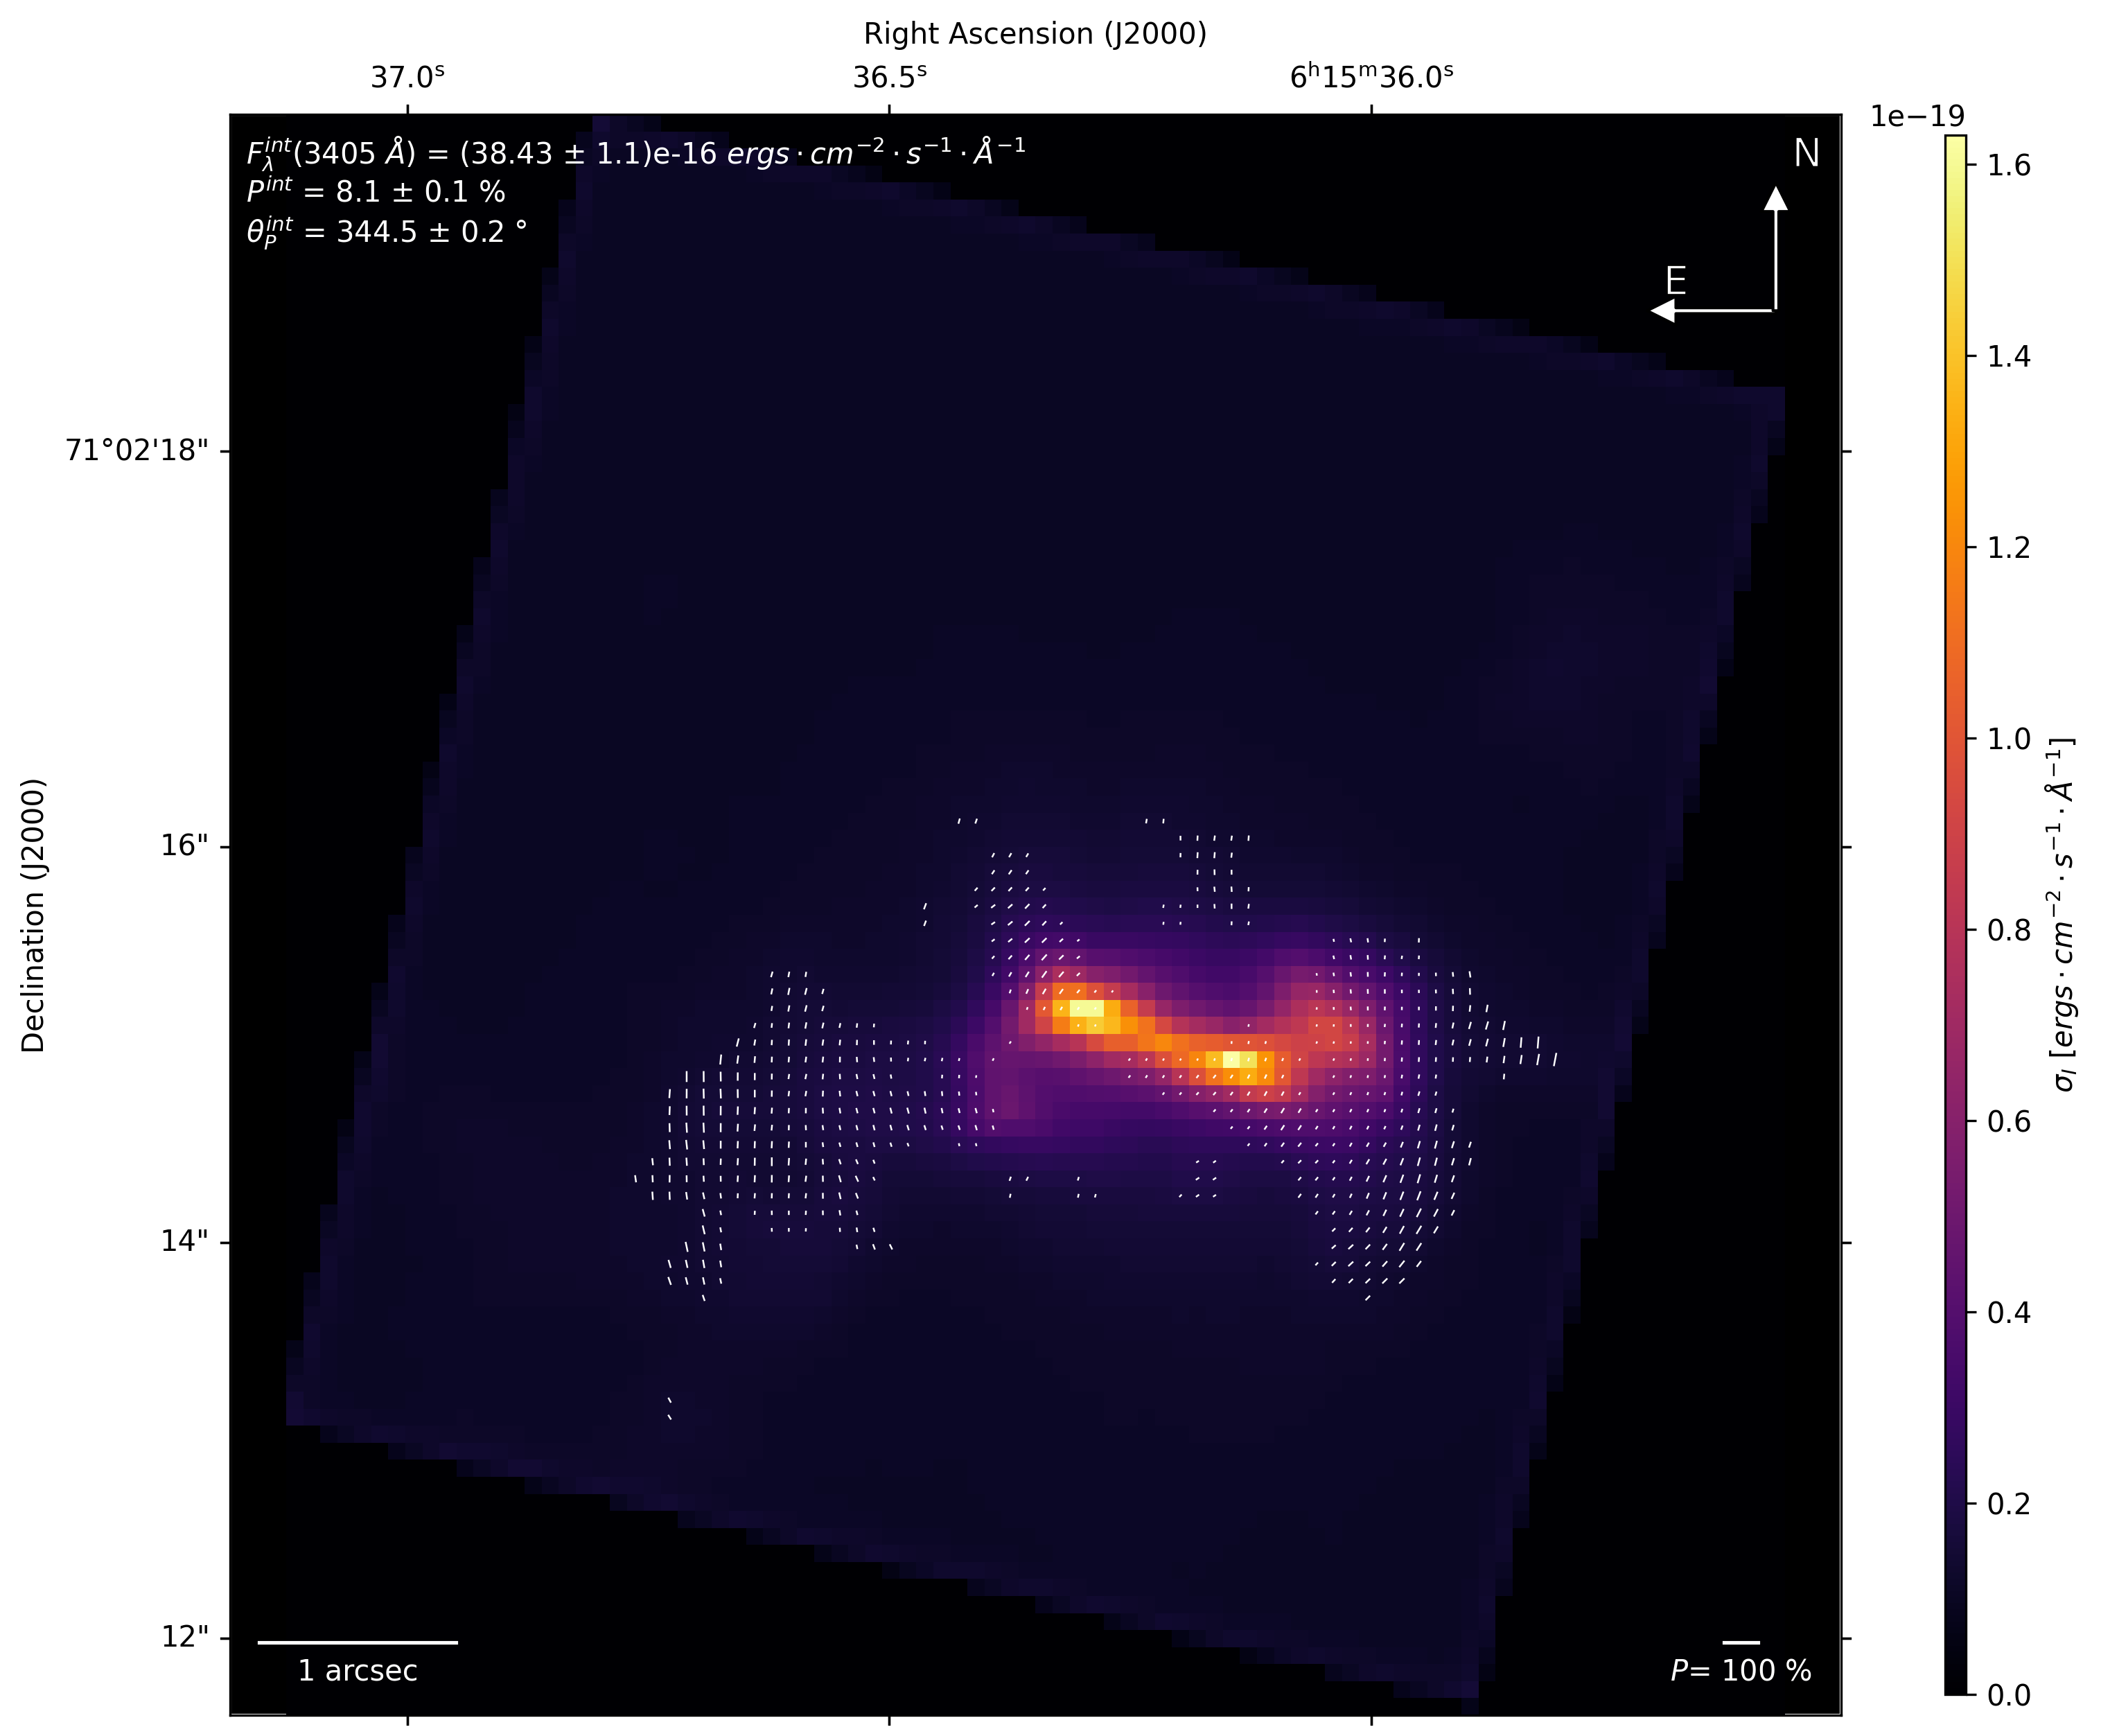 Right Ascension (J2000)
37.0ˢ 36.5ˢ 6ʰ15ᵐ36.0ˢ
1e−19
F_λ^int(3405 Å) = (38.43 ± 1.1)e-16 ergs · cm⁻² · s⁻¹ · Å⁻¹
P^int = 8.1 ± 0.1 %
θ_P^int = 344.5 ± 0.2 °
N
E
71°02'18"
16"
14"
12"
Declination (J2000)
1 arcsec
P= 100 %
1.6
1.4
1.2
1.0
0.8
0.6
0.4
0.2
0.0
σ_I [ergs · cm⁻² · s⁻¹ · Å⁻¹]